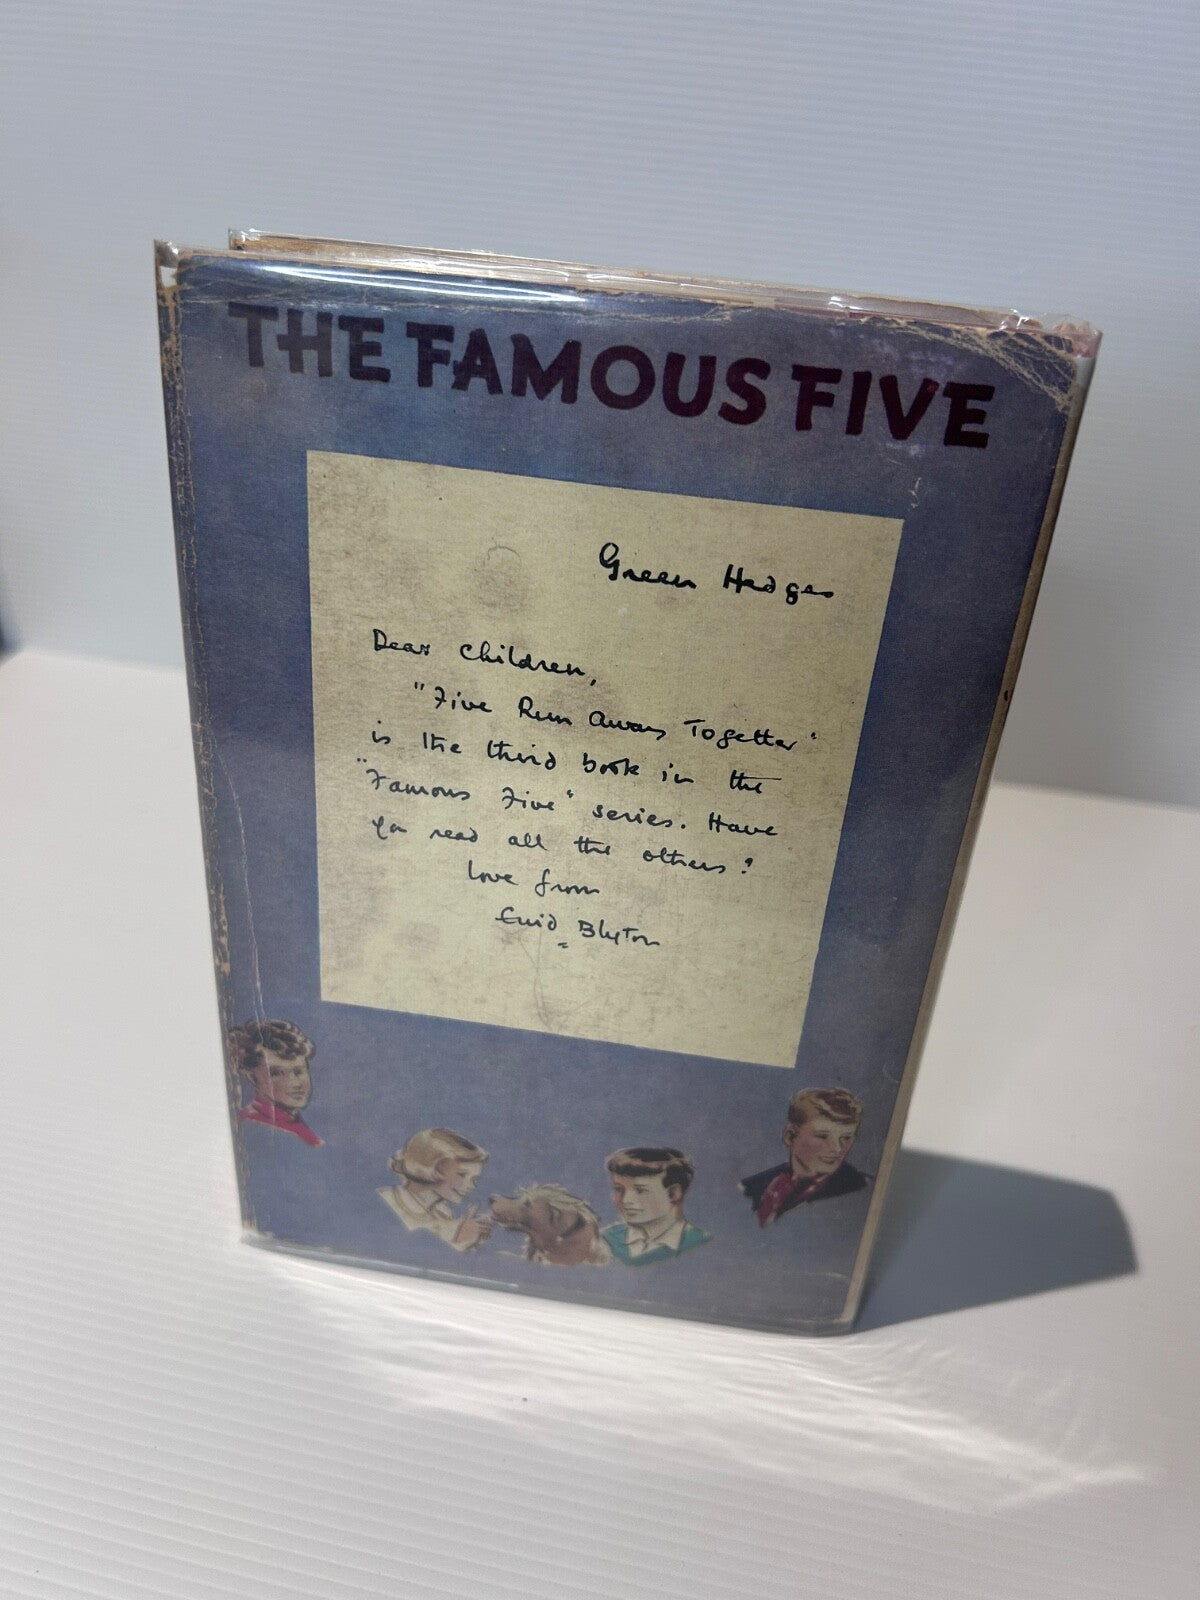 THE FAMOUS FIVE
Green Hedges
Dear Children,
"Five Run Away Together"
is the third book in the
"Famous Five" series. Have
you read all the others?
Love from
Enid Blyton